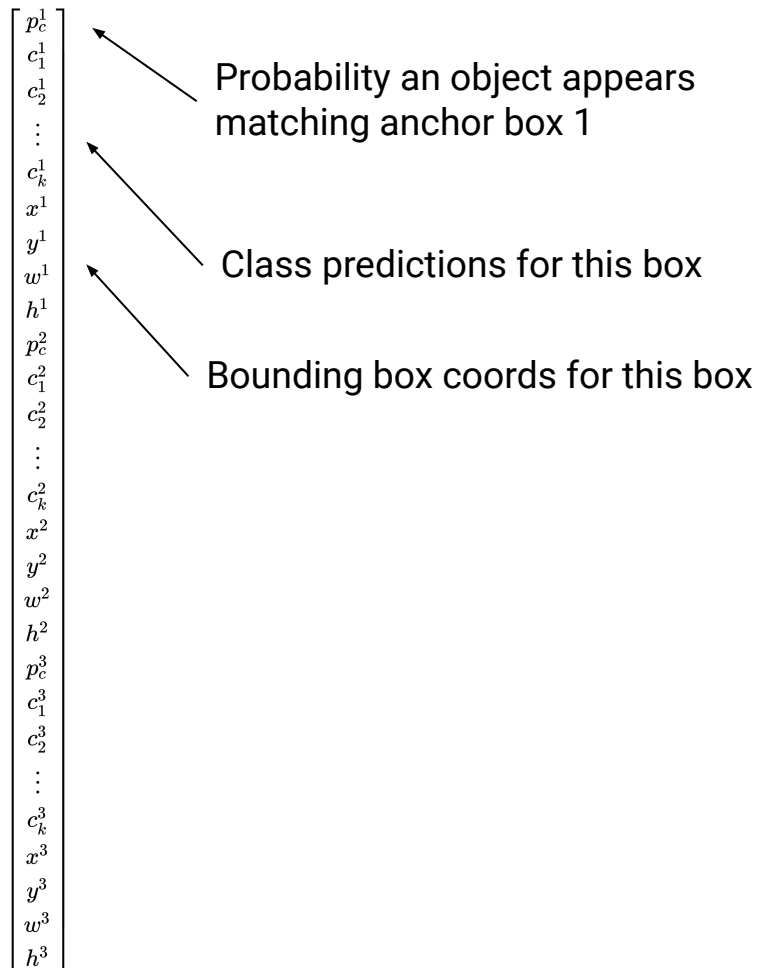 p_c^1
c_1^1
c_2^1
⋮
c_k^1
x^1
y^1
w^1
h^1
p_c^2
c_1^2
c_2^2
⋮
c_k^2
x^2
y^2
w^2
h^2
p_c^3
c_1^3
c_2^3
⋮
c_k^3
x^3
y^3
w^3
h^3
Probability an object appears
matching anchor box 1
Class predictions for this box
Bounding box coords for this box